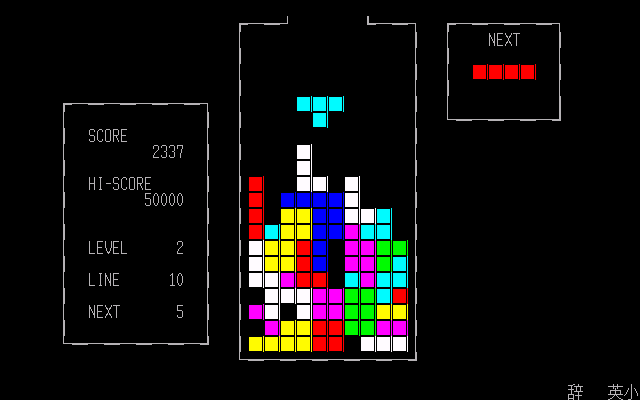 NEXT
SCORE
2337
HI-SCORE
50000
LEVEL 2
LINE 10
NEXT 5
辞 英小